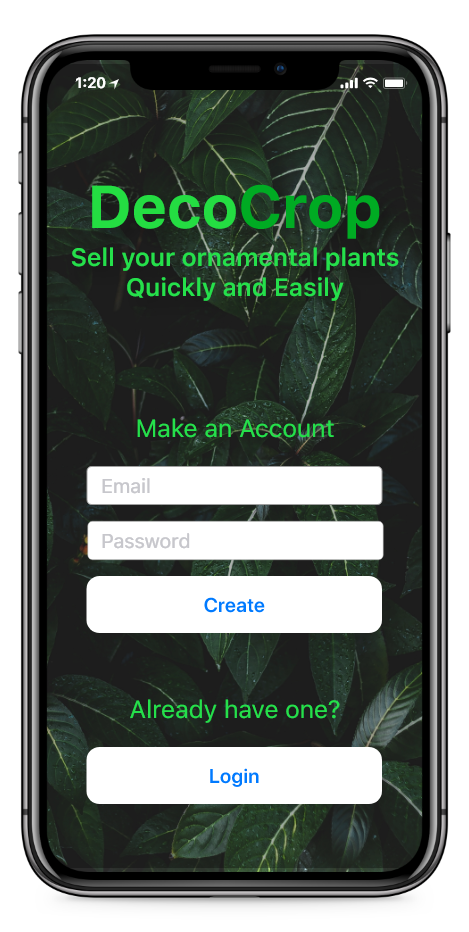 1:20
DecoCrop
Sell your ornamental plants
Quickly and Easily
Make an Account
Email
Password
Create
Already have one?
Login